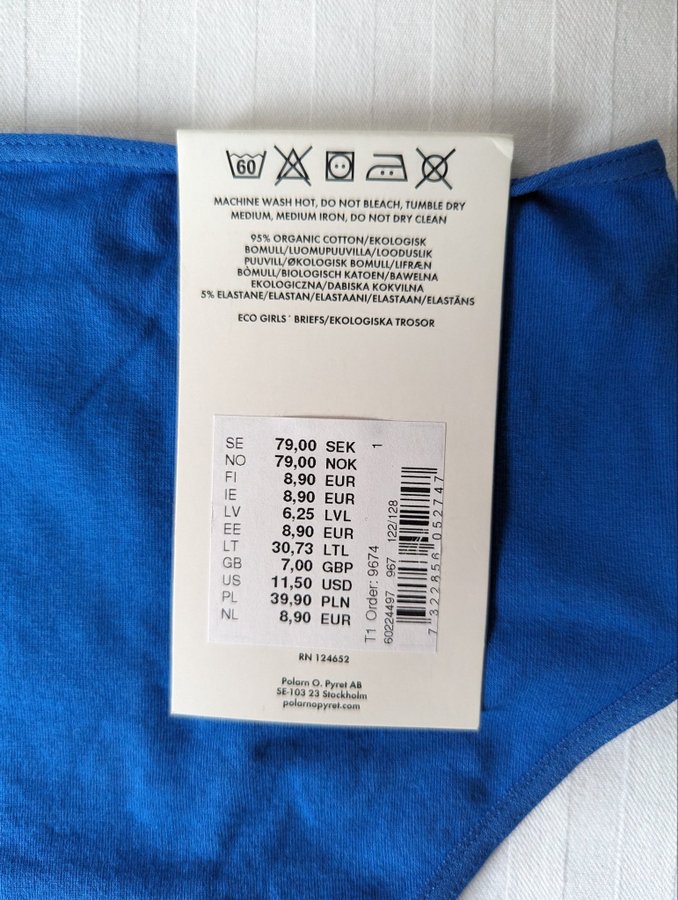 60
MACHINE WASH HOT, DO NOT BLEACH, TUMBLE DRY
MEDIUM, MEDIUM IRON, DO NOT DRY CLEAN
95% ORGANIC COTTON/EKOLOGISK
BOMULL/LUOMUPUUVILLA/LOODUSLIK
PUUVILL/ØKOLOGISK BOMULL/LIFRÆN
BÓMULL/BIOLOGISCH KATOEN/BAWELNA
EKOLOGICZNA/DABISKA KOKVILNA
5% ELASTANE/ELASTAN/ELASTAANI/ELASTAAN/ELASTĀNS
ECO GIRLS´ BRIEFS/EKOLOGISKA TROSOR
SE 79,00 SEK 1
NO 79,00 NOK
FI 8,90 EUR
IE 8,90 EUR
LV 6,25 LVL
EE 8,90 EUR
LT 30,73 LTL
GB 7,00 GBP
US 11,50 USD
PL 39,90 PLN
NL 8,90 EUR
T1 Order: 9674
60224497 967 122/128
7 322856 052747
RN 124652
Polarn O. Pyret AB
SE-103 23 Stockholm
polarnopyret.com